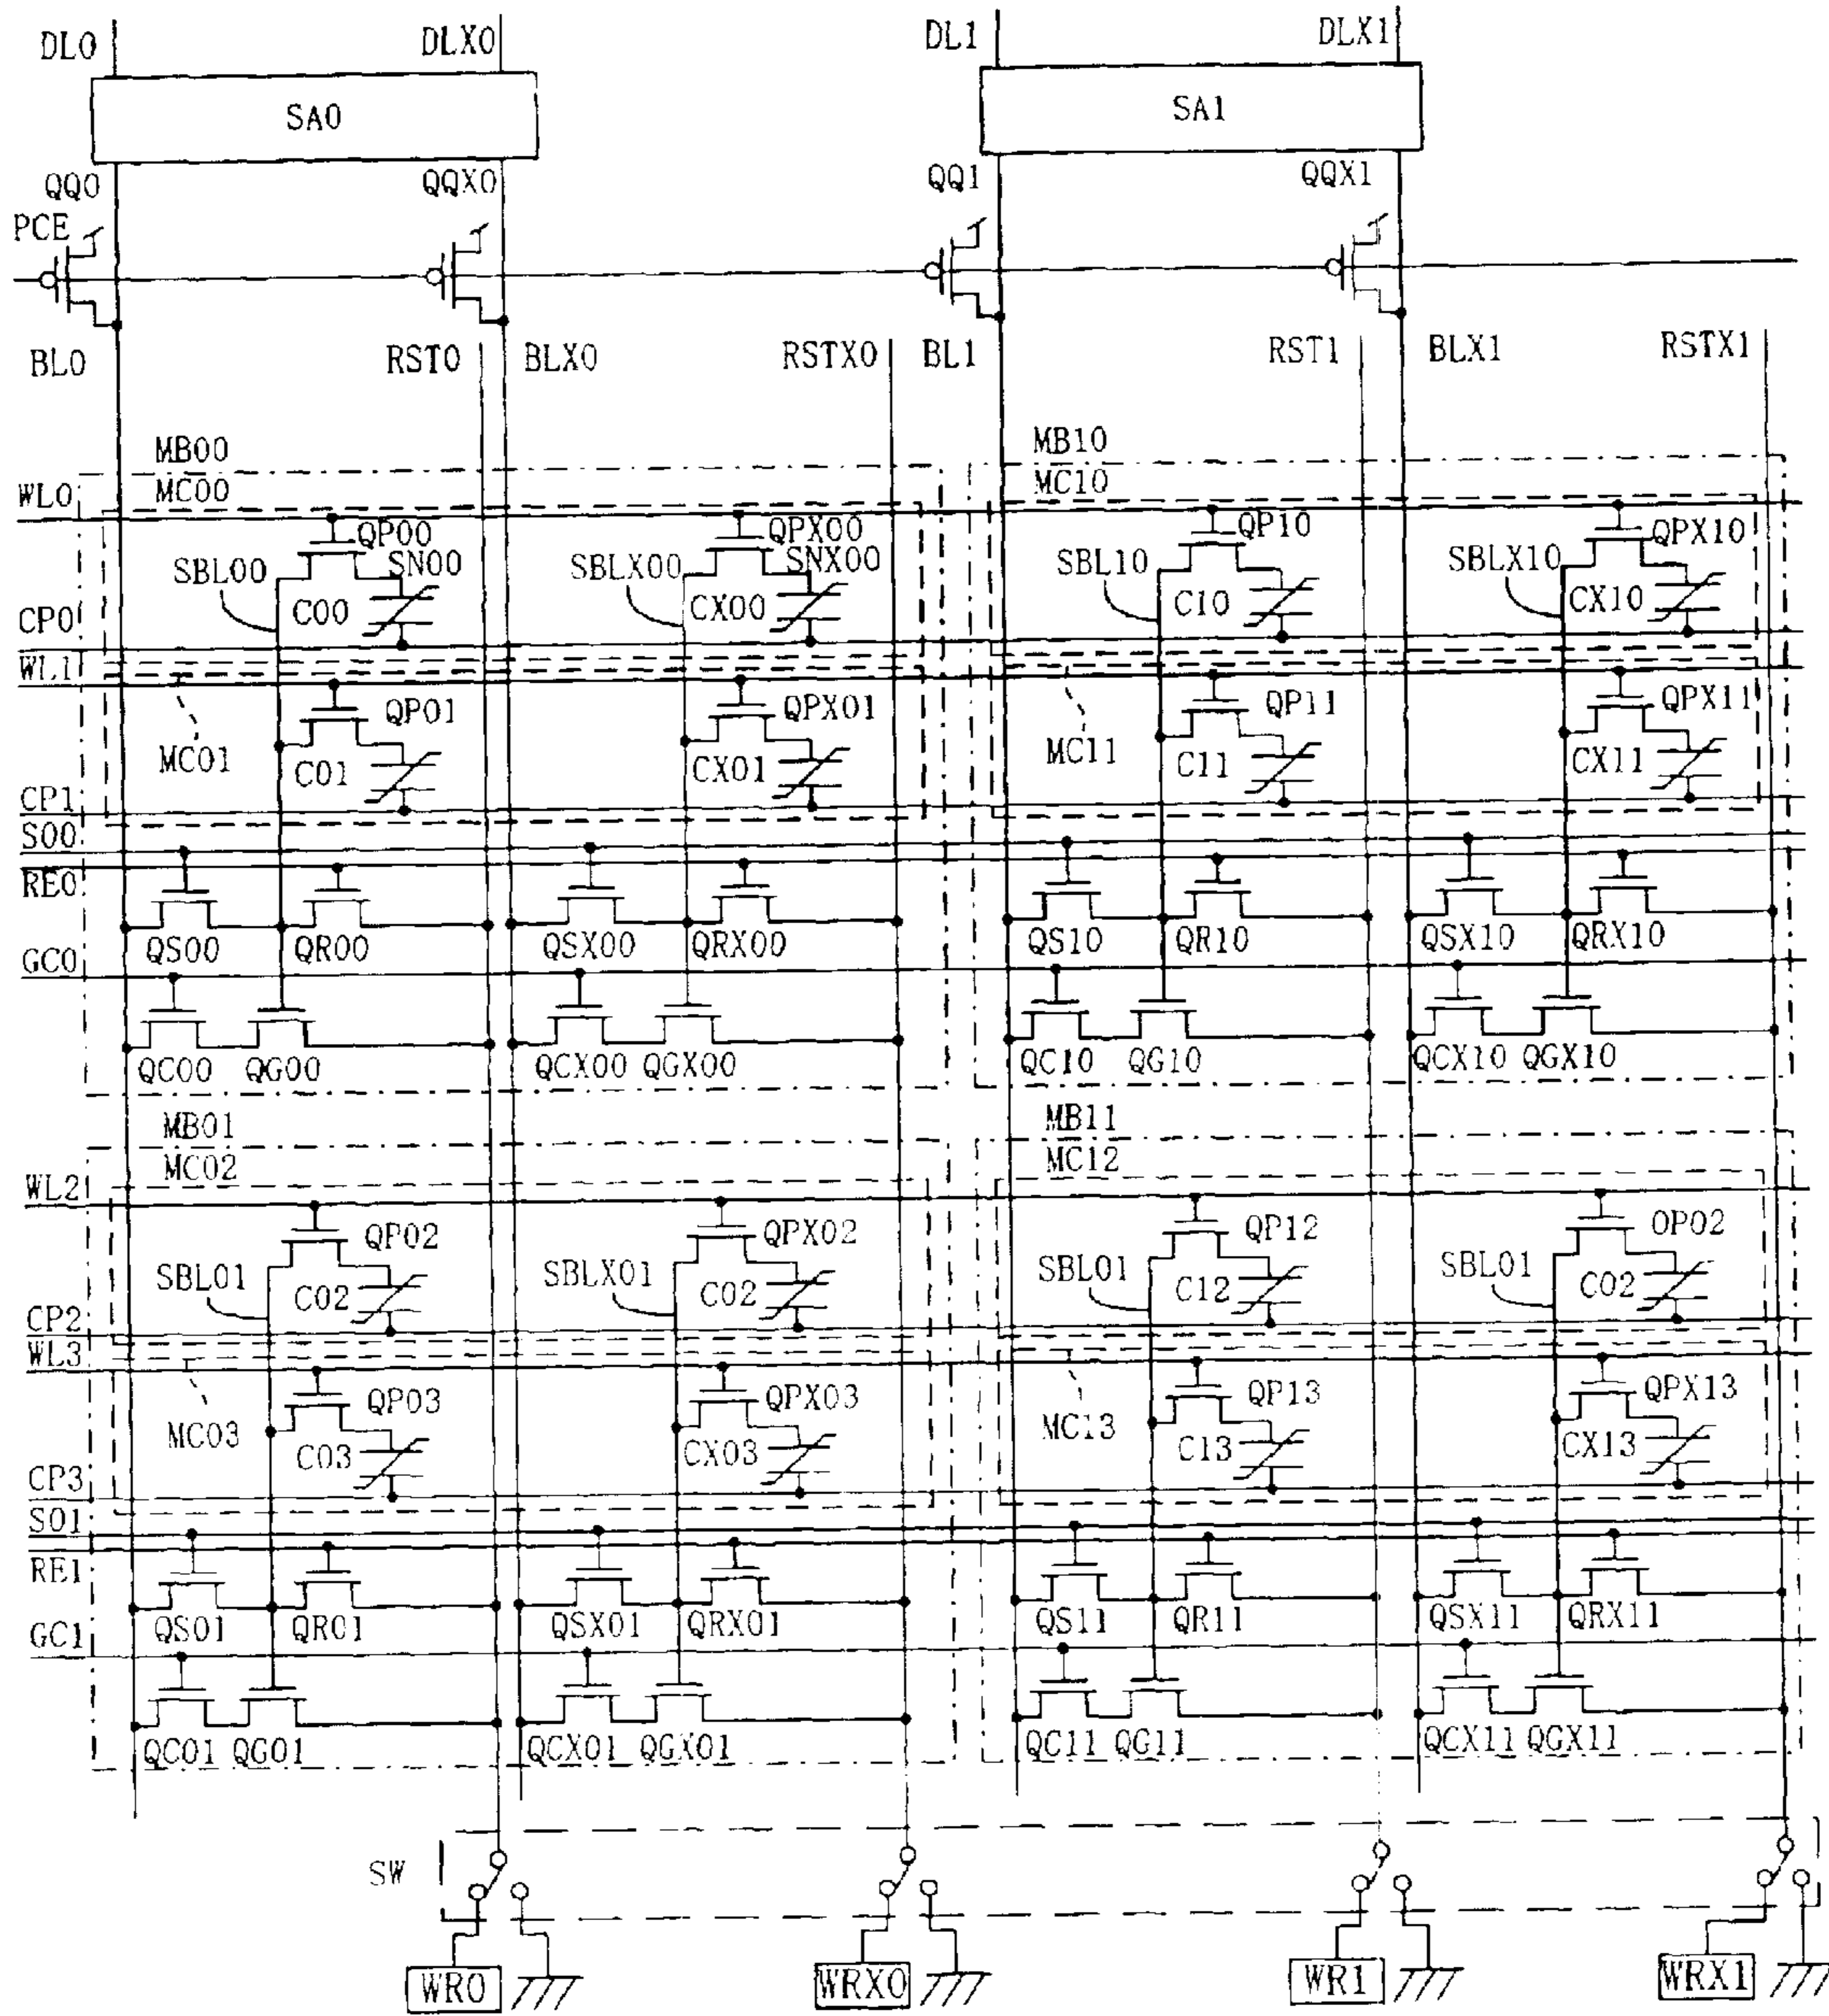 DL0 DLX0 DL1 DLX1
SA0 SA1
QQ0 QQX0 QQ1 QQX1
PCE
BL0 RST0 BLX0 RSTX0 BL1 RST1 BLX1 RSTX1
MB00 MB10
WL0 MC00 MC10
QP00 QPX00 QP10 QPX10
SBL00 SN00 SBLX00 SNX00 SBL10 SBLX10
CP0 C00 CX00 C10 CX10
WL1
QP01 QPX01 QP11 QPX11
MC01 C01 CX01 MC11 C11 CX11
CP1
S00
RE0
QS00 QR00 QSX00 QRX00 QS10 QR10 QSX10 QRX10
GC0
QC00 QG00 QCX00 QGX00 QC10 QG10 QCX10 QGX10
MB01 MB11
WL2 MC02 MC12
QP02 QPX02 QP12 OP02
SBL01 SBLX01 SBL01 SBL01
C02 C02 C12 C02
CP2
WL3
QP03 QPX03 QP13 QPX13
MC03 C03 CX03 MC13 C13 CX13
CP3
S01
RE1
QS01 QR01 QSX01 QRX01 QS11 QR11 QSX11 QRX11
GC1
QC01 QG01 QCX01 QGX01 QC11 QG11 QCX11 QGX11
SW
WR0 WRX0 WR1 WRX1